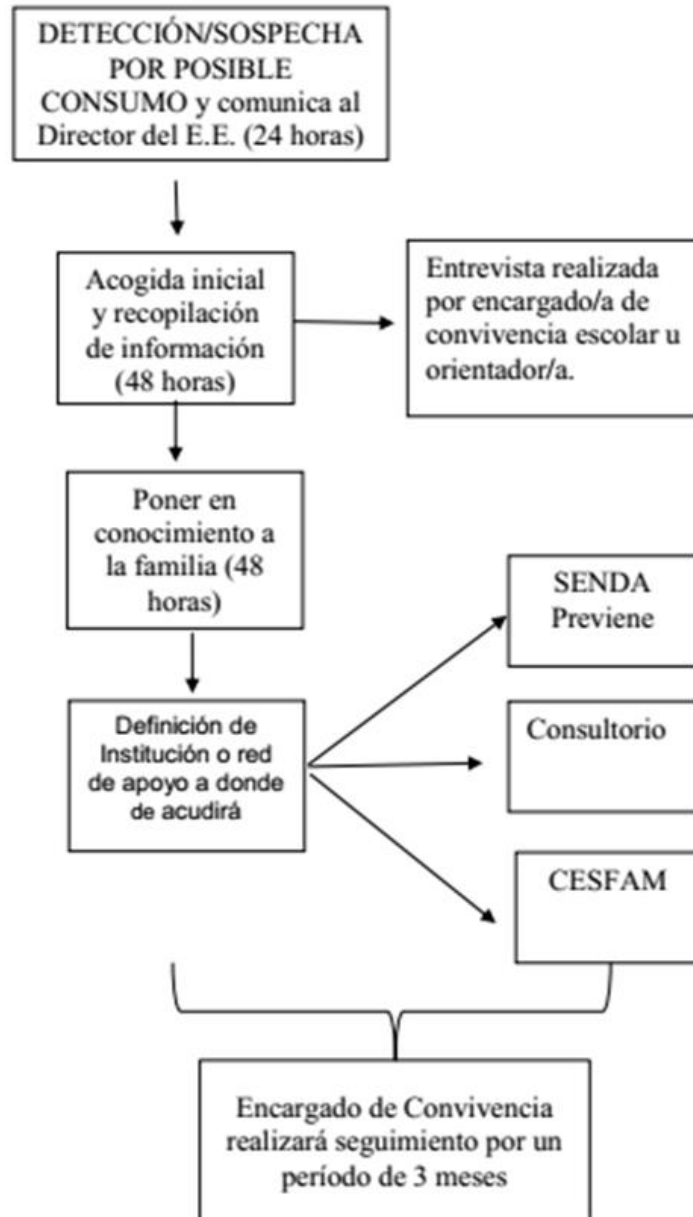 DETECCIÓN/SOSPECHA
POR POSIBLE
CONSUMO y comunica al
Director del E.E. (24 horas)
Acogida inicial
y recopilación
de información
(48 horas)
Entrevista realizada
por encargado/a de
convivencia escolar u
orientador/a.
Poner en
conocimiento a
la familia (48
horas)
Definición de
Institución o red
de apoyo a donde
de acudirá
SENDA
Previene
Consultorio
CESFAM
Encargado de Convivencia
realizará seguimiento por un
período de 3 meses